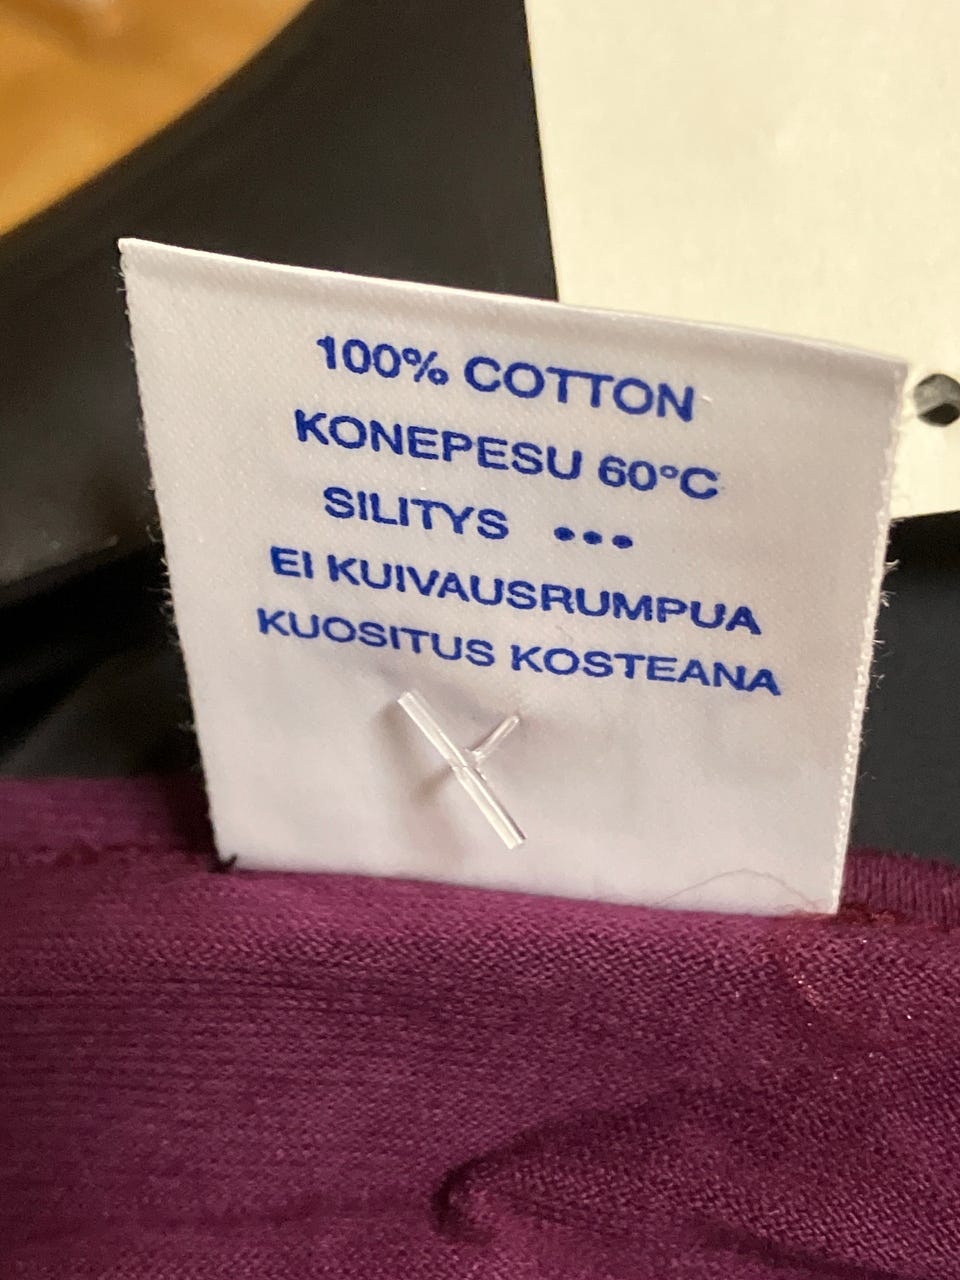 100% COTTON
KONEPESU 60°C
SILITYS •••
EI KUIVAUSRUMPUA
KUOSITUS KOSTEANA